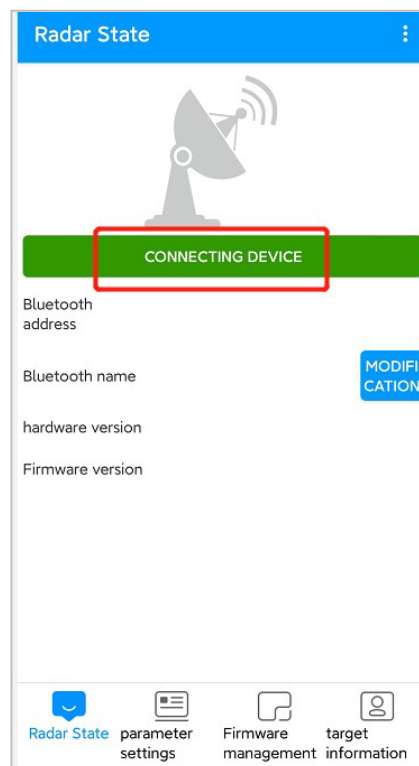 Radar State
CONNECTING DEVICE
Bluetooth
address
Bluetooth name
MODIFI
CATION
hardware version
Firmware version
Radar State
parameter
settings
Firmware
management
target
information